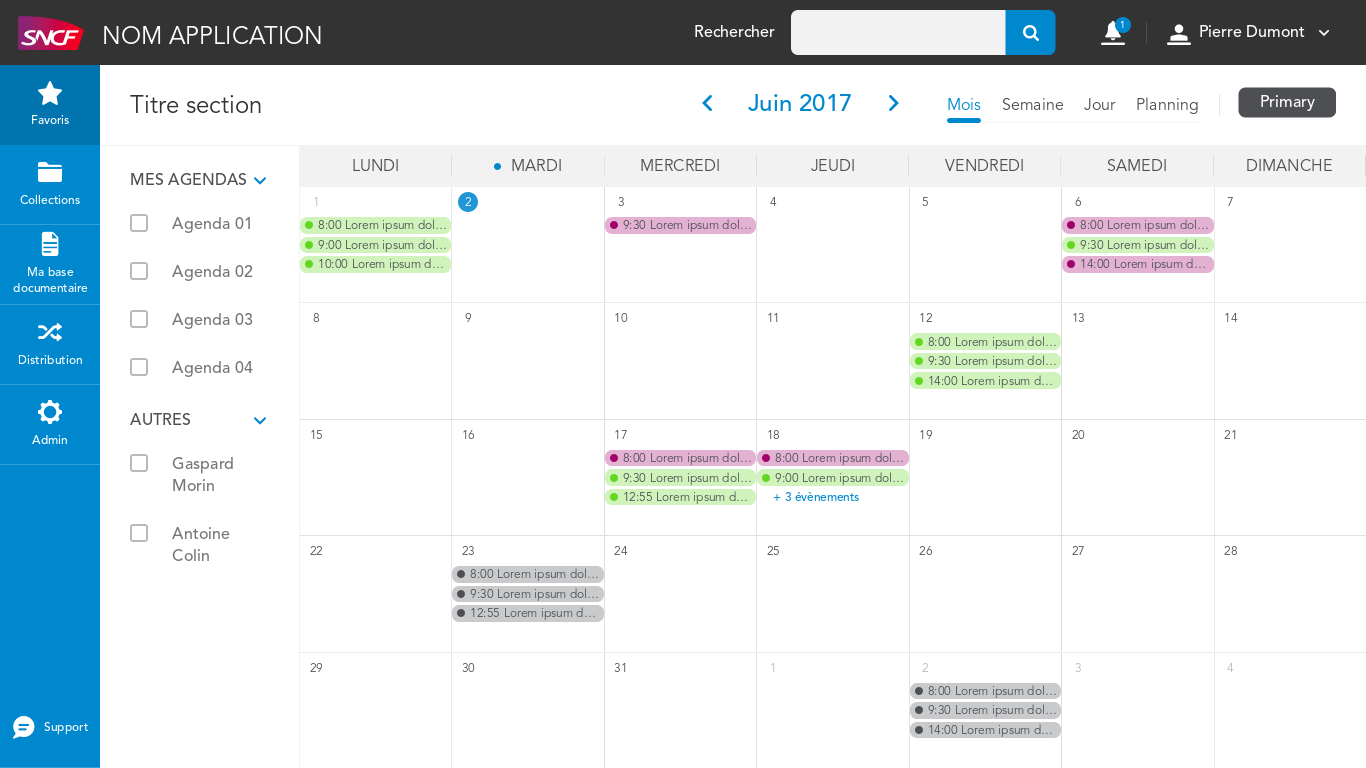 SNCF
NOM APPLICATION
Rechercher
1
Pierre Dumont
Favoris
Collections
Ma base
documentaire
Distribution
Admin
Support
Titre section
Juin 2017
Mois
Semaine
Jour
Planning
Primary
MES AGENDAS
Agenda 01
Agenda 02
Agenda 03
Agenda 04
AUTRES
Gaspard
Morin
Antoine
Colin
LUNDI
MARDI
MERCREDI
JEUDI
VENDREDI
SAMEDI
DIMANCHE
1
8:00 Lorem ipsum dol...
9:00 Lorem ipsum dol...
10:00 Lorem ipsum d...
2
3
9:30 Lorem ipsum dol...
4
5
6
8:00 Lorem ipsum dol...
9:30 Lorem ipsum dol...
14:00 Lorem ipsum d...
7
8
9
10
11
12
8:00 Lorem ipsum dol...
9:30 Lorem ipsum dol...
14:00 Lorem ipsum d...
13
14
15
16
17
8:00 Lorem ipsum dol...
9:30 Lorem ipsum dol...
12:55 Lorem ipsum d...
18
8:00 Lorem ipsum dol...
9:00 Lorem ipsum dol...
+ 3 évènements
19
20
21
22
23
8:00 Lorem ipsum dol...
9:30 Lorem ipsum dol...
12:55 Lorem ipsum d...
24
25
26
27
28
29
30
31
1
2
8:00 Lorem ipsum dol...
9:30 Lorem ipsum dol...
14:00 Lorem ipsum d...
3
4